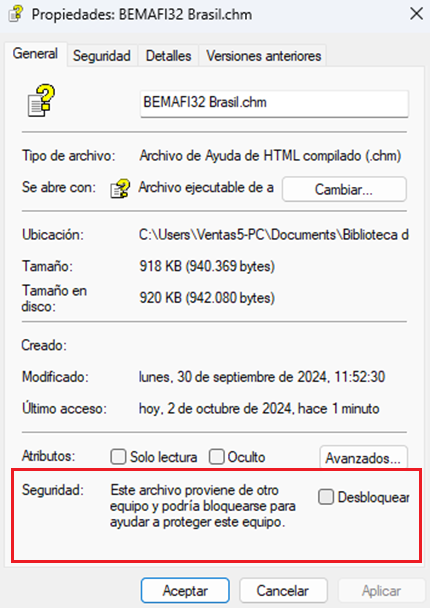 Propiedades: BEMAFI32 Brasil.chm
General Seguridad Detalles Versiones anteriores
BEMAFI32 Brasil.chm
Tipo de archivo: Archivo de Ayuda de HTML compilado (.chm)
Se abre con: Archivo ejecutable de a Cambiar...
Ubicación: C:\Users\Ventas5-PC\Documents\Biblioteca d
Tamaño: 918 KB (940.369 bytes)
Tamaño en
disco: 920 KB (942.080 bytes)
Creado:
Modificado: lunes, 30 de septiembre de 2024, 11:52:30
Último acceso: hoy, 2 de octubre de 2024, hace 1 minuto
Atributos: Solo lectura Oculto Avanzados...
Seguridad: Este archivo proviene de otro
equipo y podría bloquearse para
ayudar a proteger este equipo.
Desbloquear
Aceptar Cancelar Aplicar